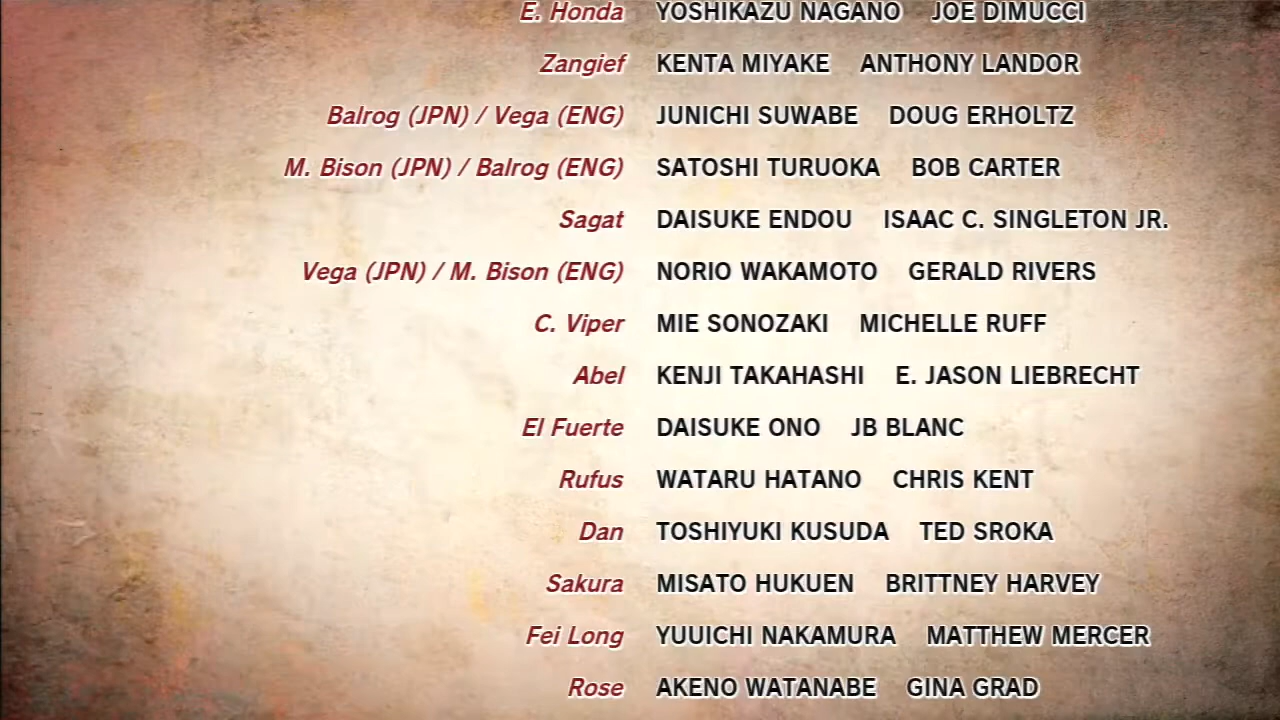 E. Honda YOSHIKAZU NAGANO JOE DIMUCCI
Zangief KENTA MIYAKE ANTHONY LANDOR
Balrog (JPN) / Vega (ENG) JUNICHI SUWABE DOUG ERHOLTZ
M. Bison (JPN) / Balrog (ENG) SATOSHI TURUOKA BOB CARTER
Sagat DAISUKE ENDOU ISAAC C. SINGLETON JR.
Vega (JPN) / M. Bison (ENG) NORIO WAKAMOTO GERALD RIVERS
C. Viper MIE SONOZAKI MICHELLE RUFF
Abel KENJI TAKAHASHI E. JASON LIEBRECHT
El Fuerte DAISUKE ONO JB BLANC
Rufus WATARU HATANO CHRIS KENT
Dan TOSHIYUKI KUSUDA TED SROKA
Sakura MISATO HUKUEN BRITTNEY HARVEY
Fei Long YUUICHI NAKAMURA MATTHEW MERCER
Rose AKENO WATANABE GINA GRAD